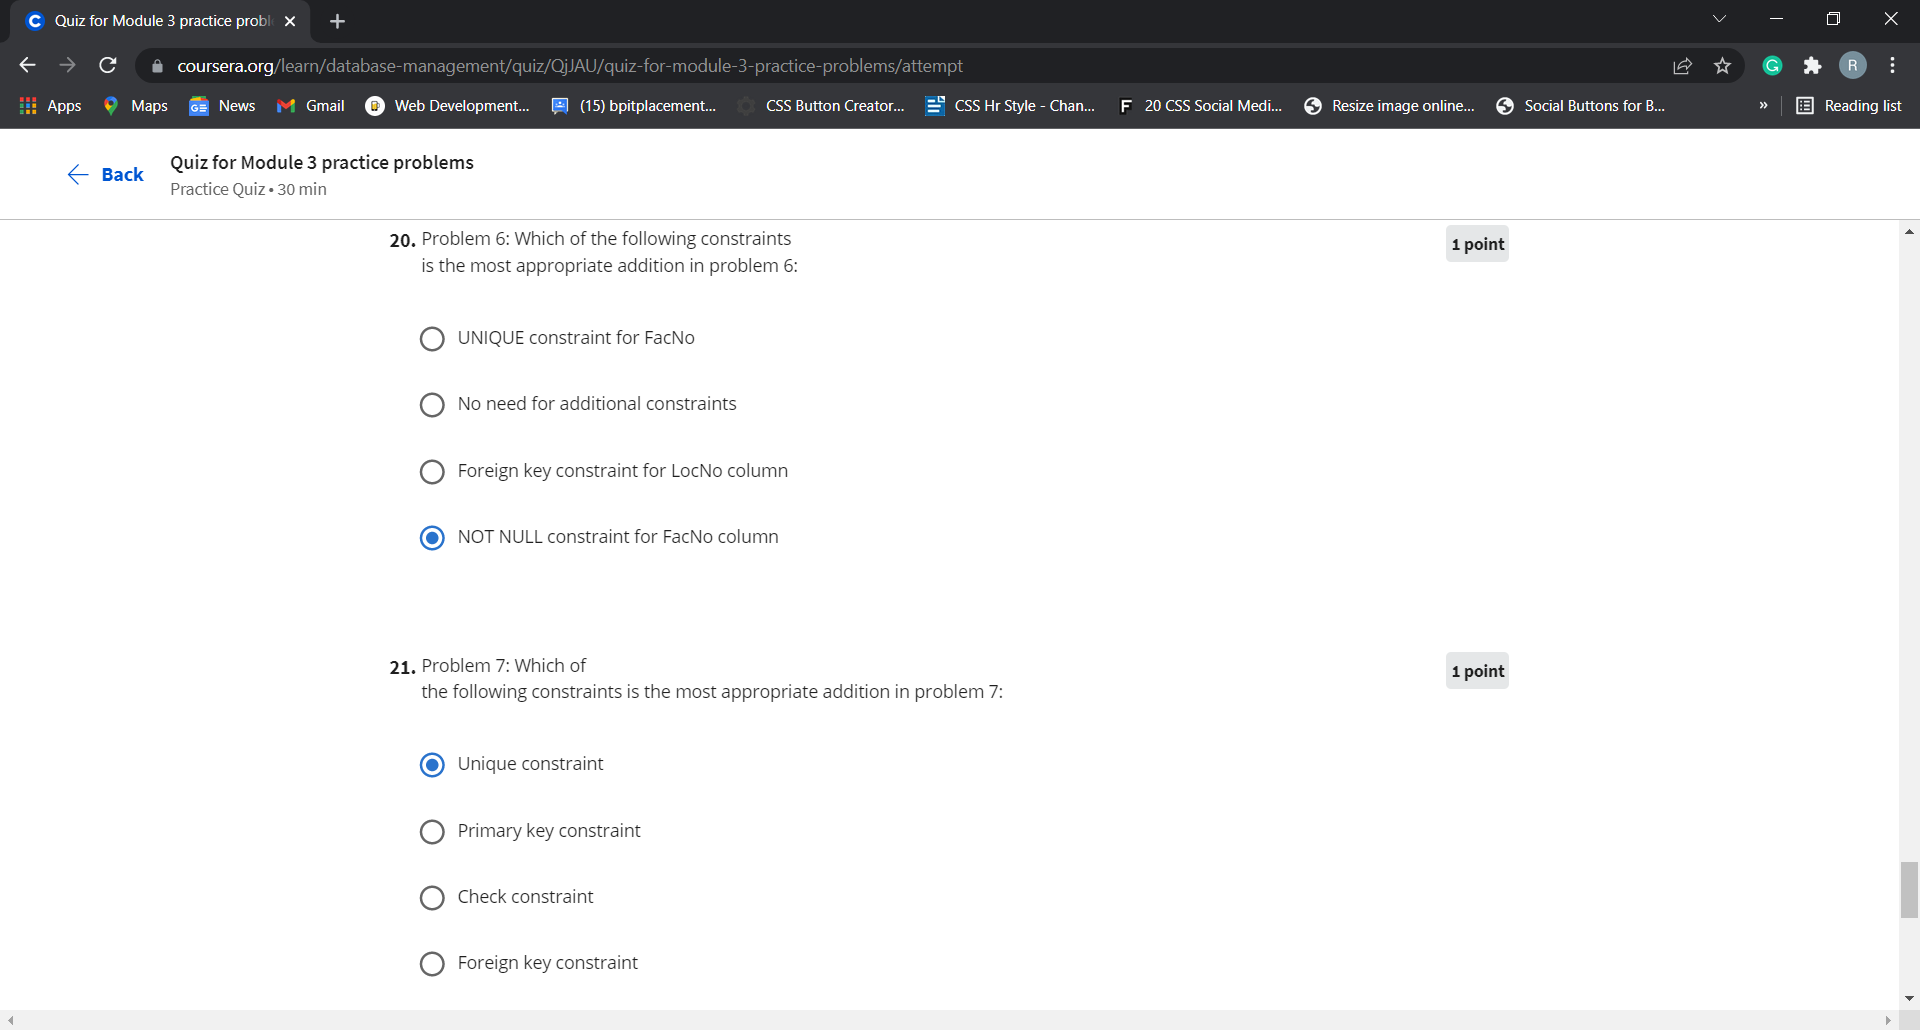 Quiz for Module 3 practice probl
coursera.org/learn/database-management/quiz/QjJAU/quiz-for-module-3-practice-problems/attempt
R
Apps
Maps
News
Gmail
Web Development...
(15) bpitplacement...
CSS Button Creator...
CSS Hr Style - Chan...
20 CSS Social Medi...
Resize image online...
Social Buttons for B...
»
Reading list
Back
Quiz for Module 3 practice problems
Practice Quiz • 30 min
20. Problem 6: Which of the following constraints
is the most appropriate addition in problem 6:
1 point
UNIQUE constraint for FacNo
No need for additional constraints
Foreign key constraint for LocNo column
NOT NULL constraint for FacNo column
21. Problem 7: Which of
the following constraints is the most appropriate addition in problem 7:
1 point
Unique constraint
Primary key constraint
Check constraint
Foreign key constraint